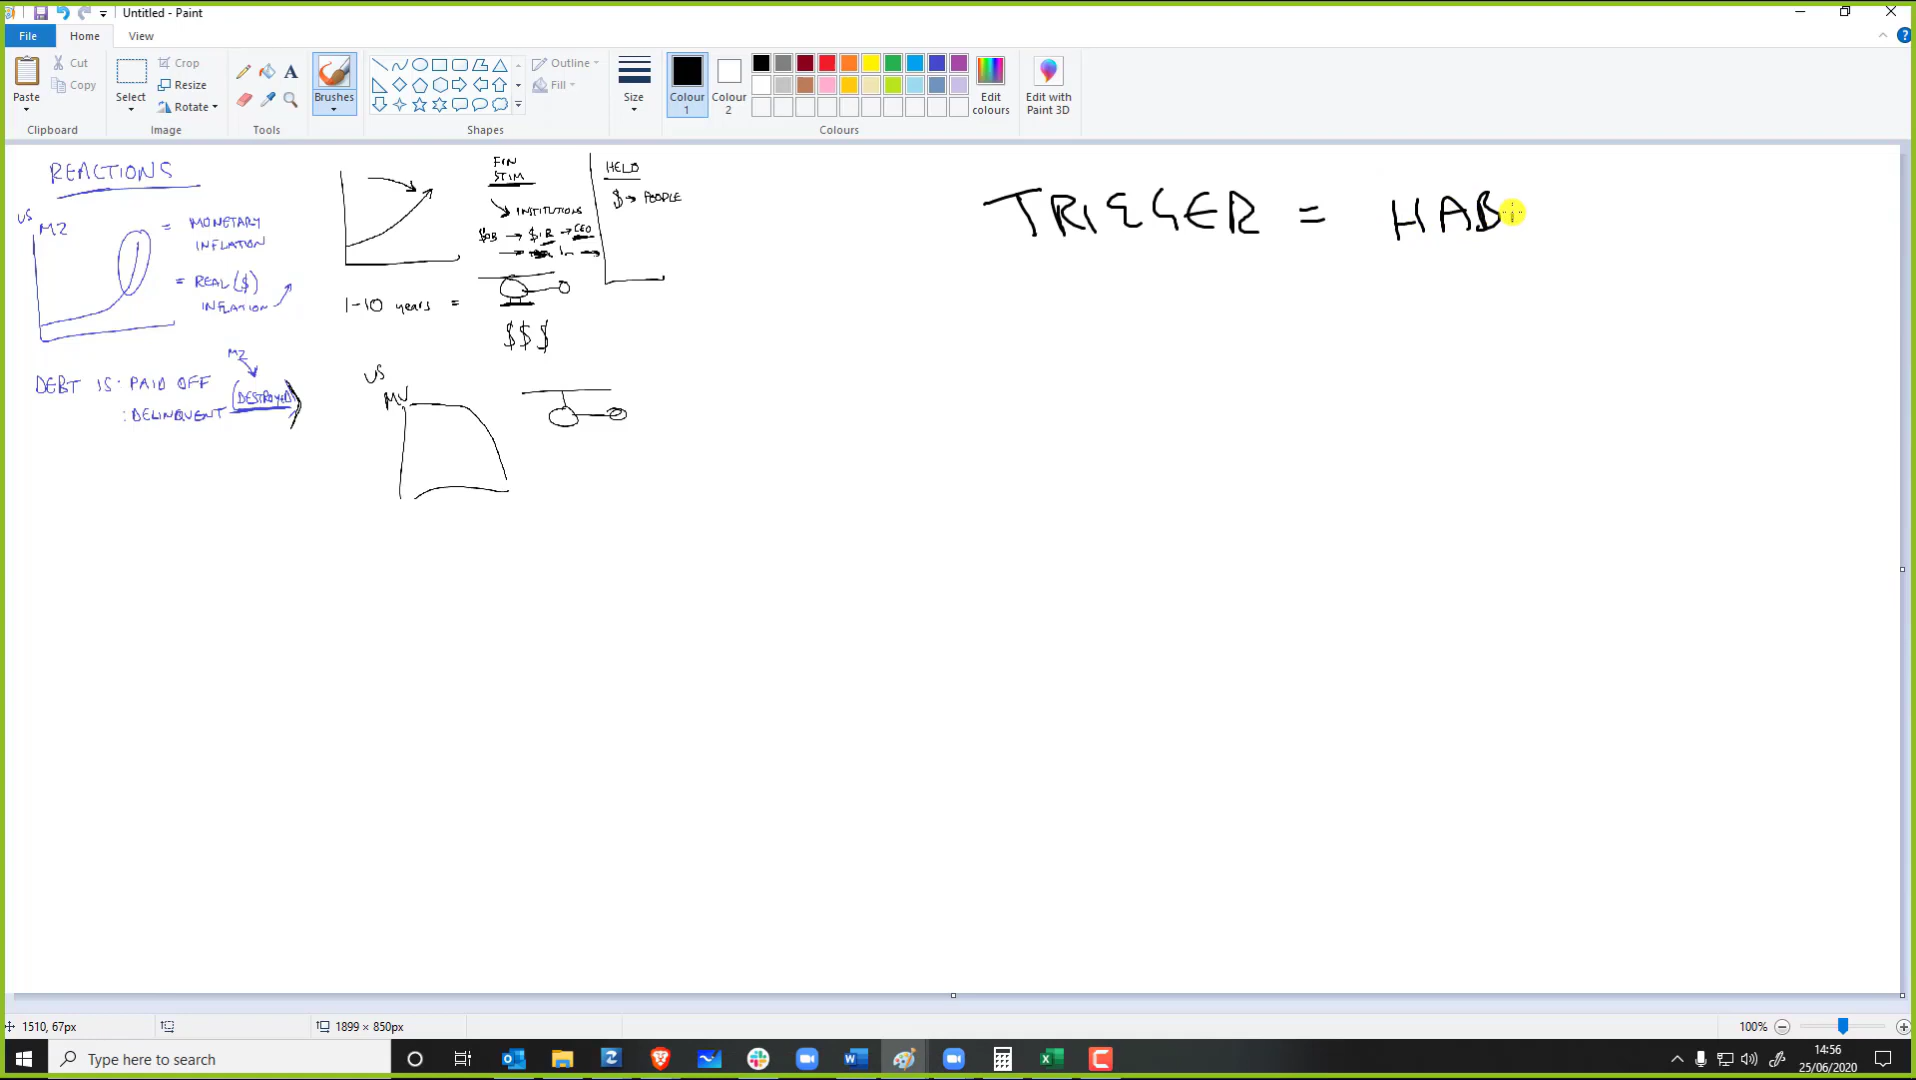 Untitled - Paint
File
Home
View
Paste
Cut
Copy
Clipboard
Select
Crop
Resize
Rotate
Image
Tools
Brushes
Shapes
Outline
Fill
Size
Colour 1
Colour 2
Colours
Edit colours
Edit with Paint 3D
REACTIONS
US
M2
= MONETARY
INFLATION
= REAL ($)
INFLATION
M2
DEBT IS: PAID OFF
: DELINQUENT
(DESTROYED)
FIN
STIM
INSTITUTIONS
CEO
1m
1-10 years =
$$$
HELD
$ → PEOPLE
US
MV
TRIGGER = HAB
1510, 67px
1899 × 850px
100%
Type here to search
14:56
25/06/2020